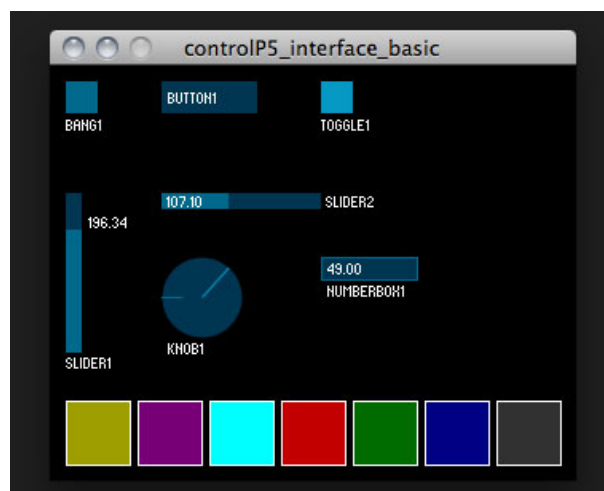 controlP5_interface_basic
BUTTON1
BANG1
TOGGLE1
107.10
SLIDER2
196.34
49.00
NUMBERBOX1
KNOB1
SLIDER1